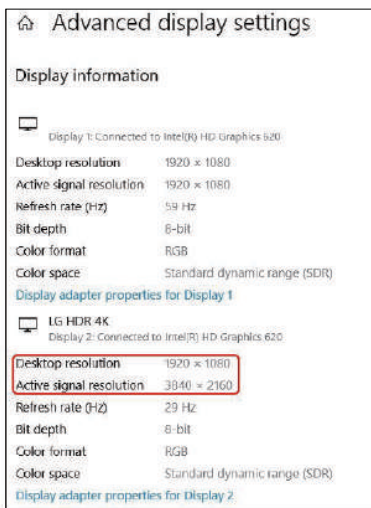 Advanced display settings
Display information
Display 1: Connected to Intel(R) HD Graphics 620
Desktop resolution 1920 × 1080
Active signal resolution 1920 × 1080
Refresh rate (Hz) 59 Hz
Bit depth 8-bit
Color format RGB
Color space Standard dynamic range (SDR)
Display adapter properties for Display 1
LG HDR 4K
Display 2: Connected to Intel(R) HD Graphics 620
Desktop resolution 1920 × 1080
Active signal resolution 3840 × 2160
Refresh rate (Hz) 29 Hz
Bit depth 8-bit
Color format RGB
Color space Standard dynamic range (SDR)
Display adapter properties for Display 2